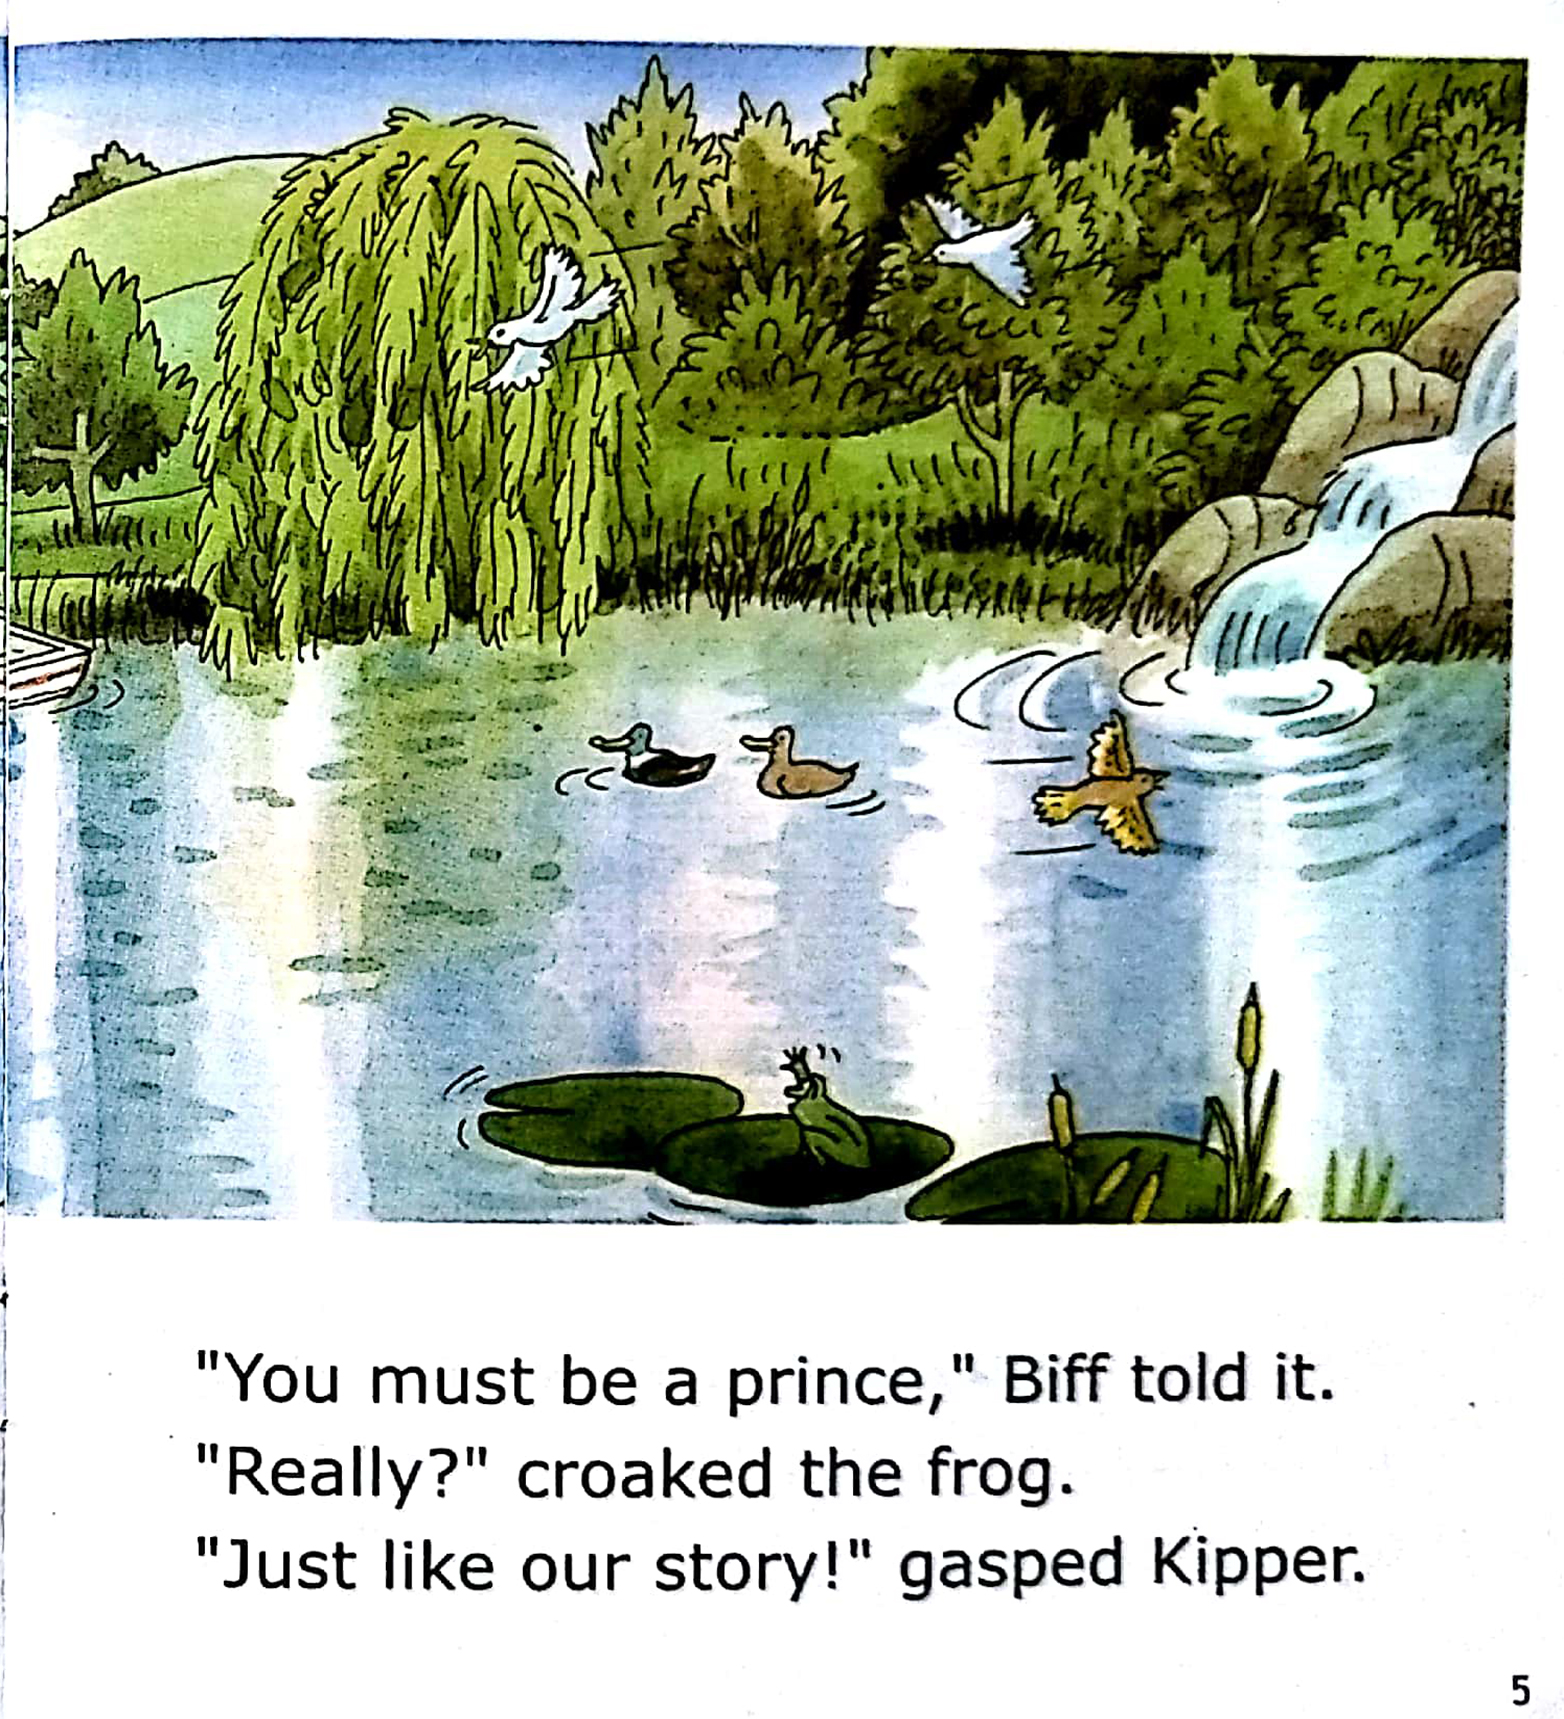 "You must be a prince," Biff told it.
"Really?" croaked the frog.
"Just like our story!" gasped Kipper.
5